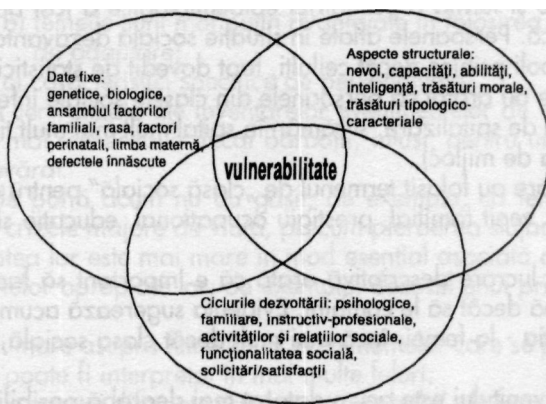 Date fixe:
genetice, biologice,
ansamblul factorilor
familiali, rasa, factori
perinatali, limba maternă,
defectele înnăscute
Aspecte structurale:
nevoi, capacități, abilități,
inteligență, trăsături morale,
trăsături tipologico-
caracteriale
vulnerabilitate
Ciclurile dezvoltării: psihologice,
familiare, instructiv-profesionale,
activităților și relațiilor sociale,
funcționalitatea socială,
solicitări/satisfacții